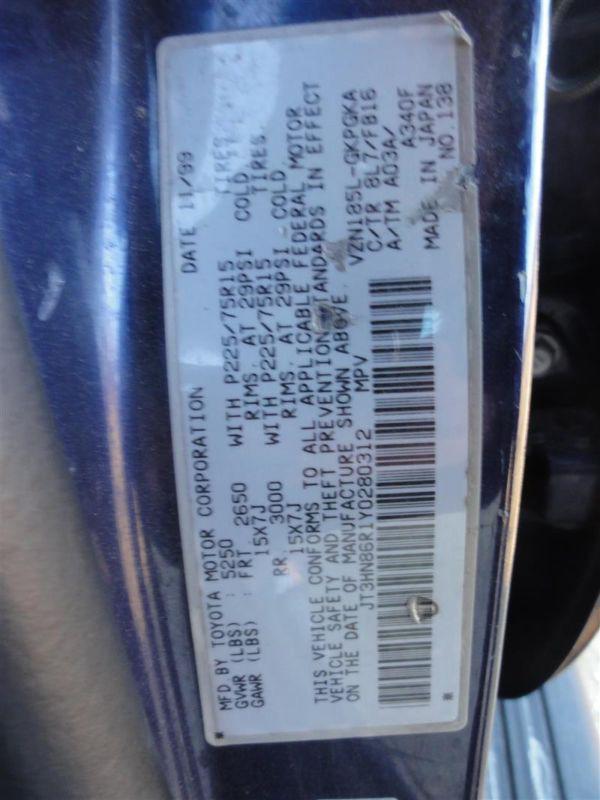 MFD BY TOYOTA MOTOR CORPORATION DATE 11/99
GVWR (LBS) : 5250
GAWR (LBS) : FRT 2650 WITH P225/75R15 TIRES.
15X7J RIMS. AT 29PSI COLD
RR. 3000 WITH P225/75R15 TIRES.
15X7J RIMS. AT 29PSI COLD
THIS VEHICLE CONFORMS TO ALL APPLICABLE FEDERAL MOTOR
VEHICLE SAFETY AND THEFT PREVENTION STANDARDS IN EFFECT
ON THE DATE OF MANUFACTURE SHOWN ABOVE.
JT3HN86R1Y0280312 MPV VZN185L-GKPGKA
C/TR 8L7/FB16
A/TM A03A/ A340F
MADE IN JAPAN
NO.138